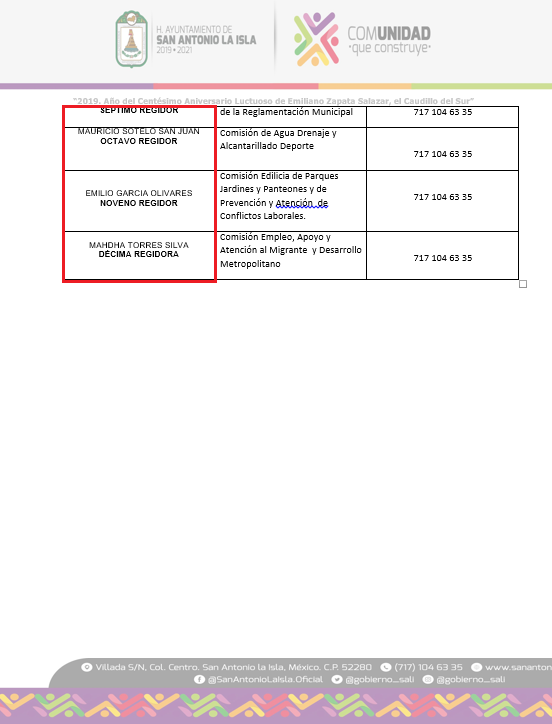 H. AYUNTAMIENTO DE
SAN ANTONIO LA ISLA
2019 • 2021
COMUNIDAD
•que construye•
"2019. Año del Centésimo Aniversario Luctuoso de Emiliano Zapata Salazar, el Caudillo del Sur"
SÉPTIMO REGIDOR
de la Reglamentación Municipal
717 104 63 35
MAURICIO SOTELO SAN JUAN
OCTAVO REGIDOR
Comisión de Agua Drenaje y
Alcantarillado Deporte
717 104 63 35
EMILIO GARCIA OLIVARES
NOVENO REGIDOR
Comisión Edilicia de Parques
Jardines y Panteones y de
Prevención y Atención de
Conflictos Laborales.
717 104 63 35
MAHDHA TORRES SILVA
DÉCIMA REGIDORA
Comisión Empleo, Apoyo y
Atención al Migrante y Desarrollo
Metropolitano
717 104 63 35
Villada S/N, Col. Centro. San Antonio la Isla, México. C.P. 52280 (717) 104 63 35 www.sananton
@SanAntonioLaIsla.Oficial @gobierno_sali @gobierno_sali